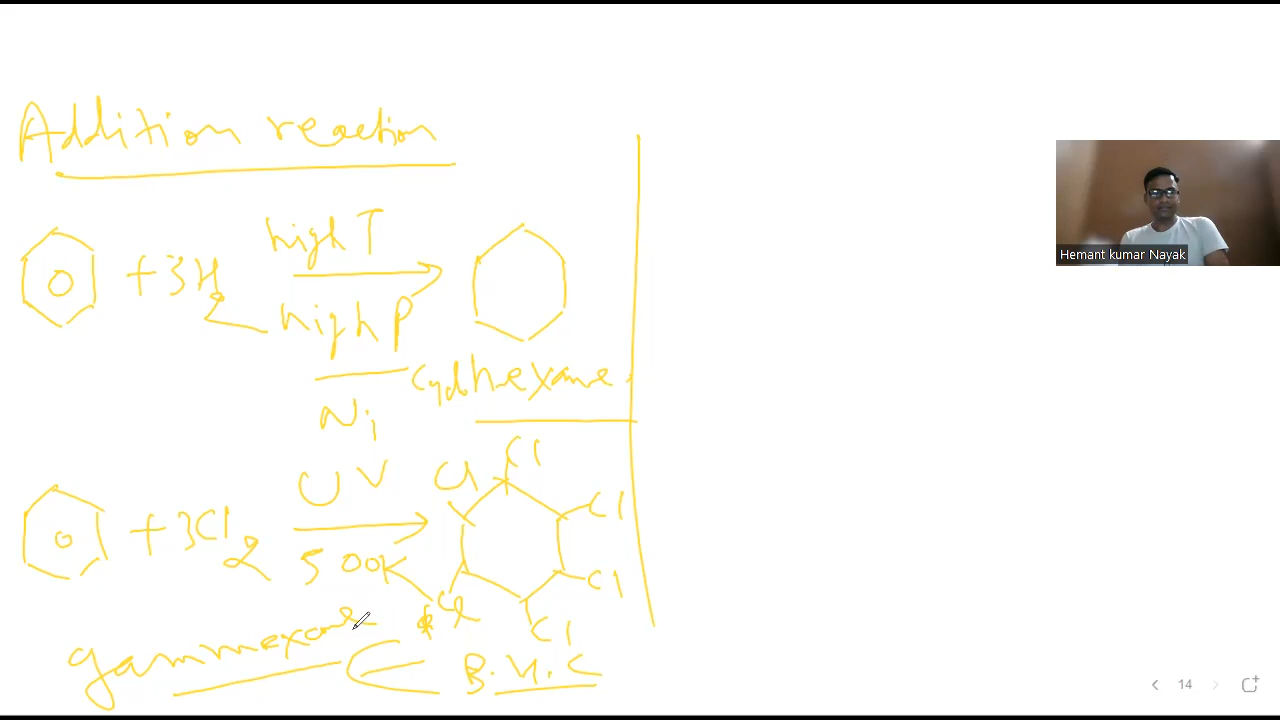 Addition reaction
+ 3H2
high T
high P
Ni
Cyclohexane
+ 3Cl2
UV
500K
Cl
Cl
Cl
Cl
Cl
Cl
gammexane
B.H.C
Hemant kumar Nayak
14